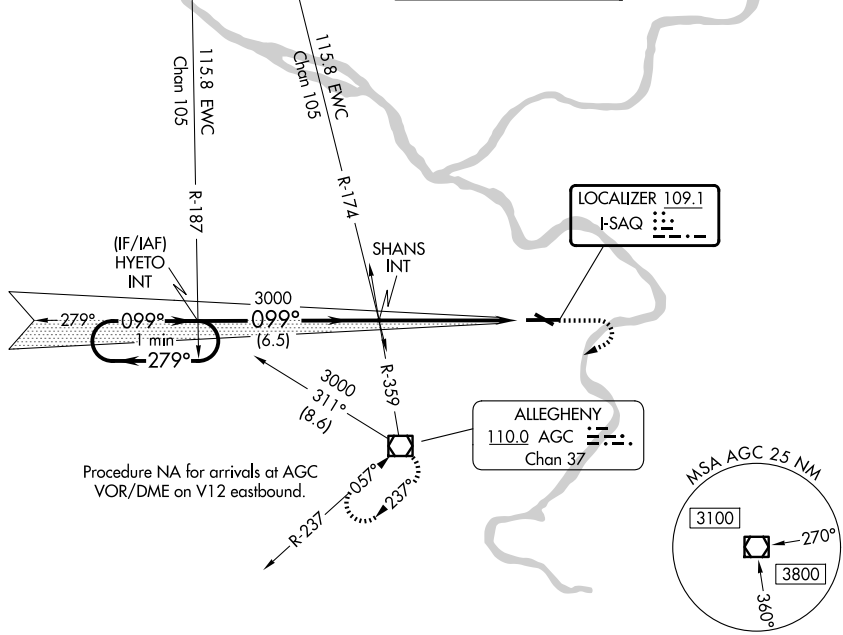 115.8 EWC
Chan 105
R-187
115.8 EWC
Chan 105
R-174
LOCALIZER 109.1
I-SAQ
(IF/IAF)
HYETO
INT
SHANS
INT
3000
279°
099°
099°
1 min
(6.5)
279°
3000
311°
(8.6)
R-359
ALLEGHENY
110.0 AGC
Chan 37
Procedure NA for arrivals at AGC
VOR/DME on V12 eastbound.
057°
237°
R-237
MSA AGC 25 NM
3100
270°
3800
360°